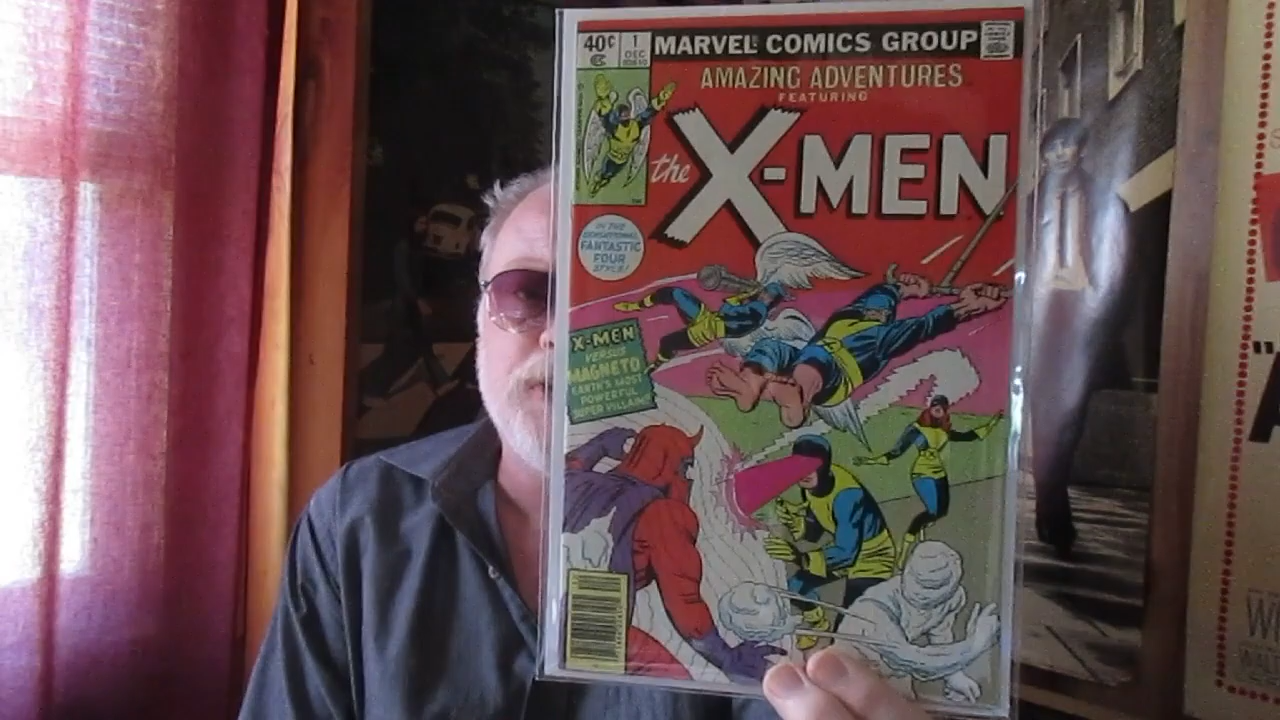 40¢
1
DEC
MARVEL COMICS GROUP
AMAZING ADVENTURES
FEATURING
the X-MEN
IN THE
SENSATIONAL
FANTASTIC
FOUR
STYLE!
X-MEN
VERSUS
MAGNETO
EARTH'S MOST
POWERFUL
SUPER VILLAIN!